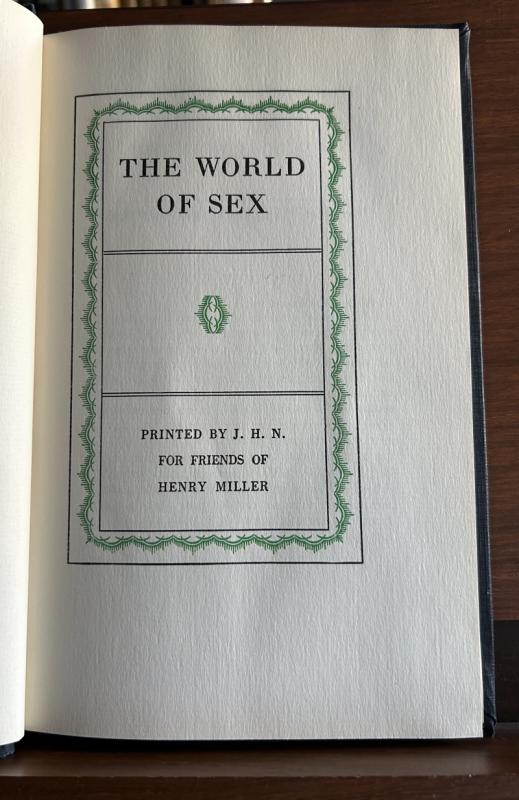 THE WORLD
OF SEX
PRINTED BY J. H. N.
FOR FRIENDS OF
HENRY MILLER